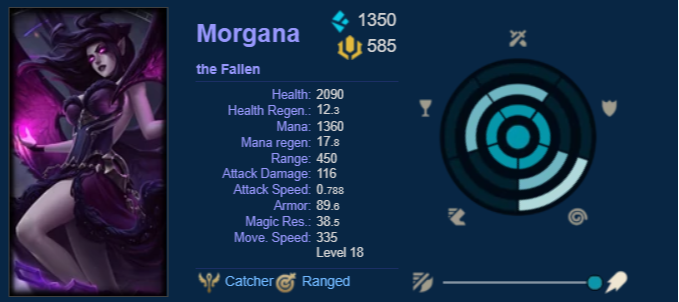 Morgana
1350
585
the Fallen
Health: 2090
Health Regen.: 12.3
Mana: 1360
Mana regen: 17.8
Range: 450
Attack Damage: 116
Attack Speed: 0.788
Armor: 89.6
Magic Res.: 38.5
Move. Speed: 335
Level 18
Catcher Ranged